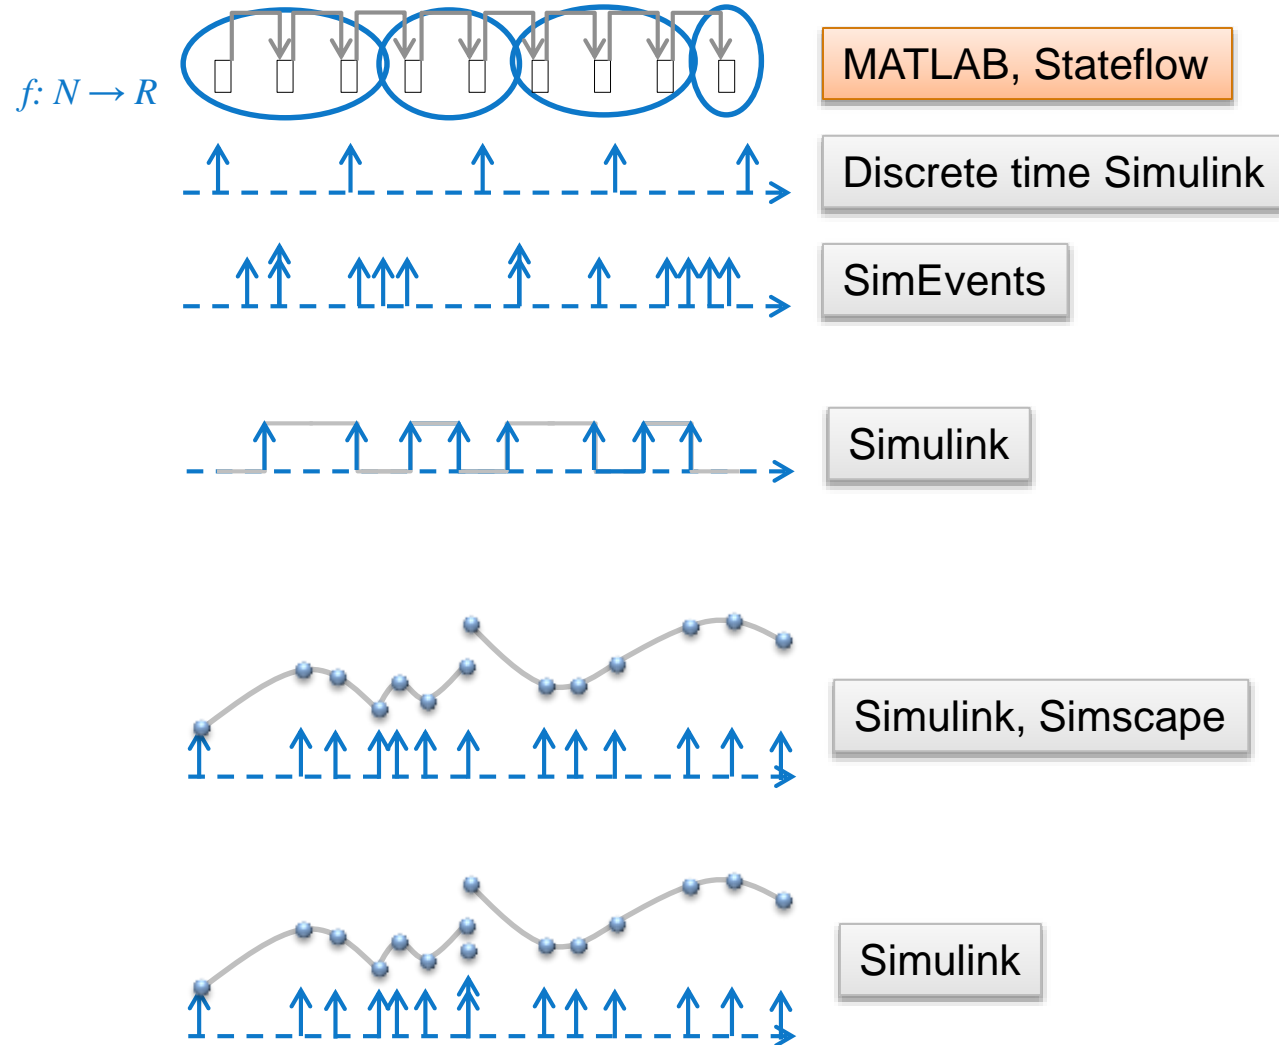 MATLAB, Stateflow
f: N → R
Discrete time Simulink
SimEvents
Simulink
Simulink, Simscape
Simulink